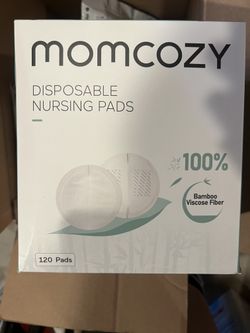 momcozy
DISPOSABLE
NURSING PADS
100%
Bamboo
Viscose Fiber
120 Pads